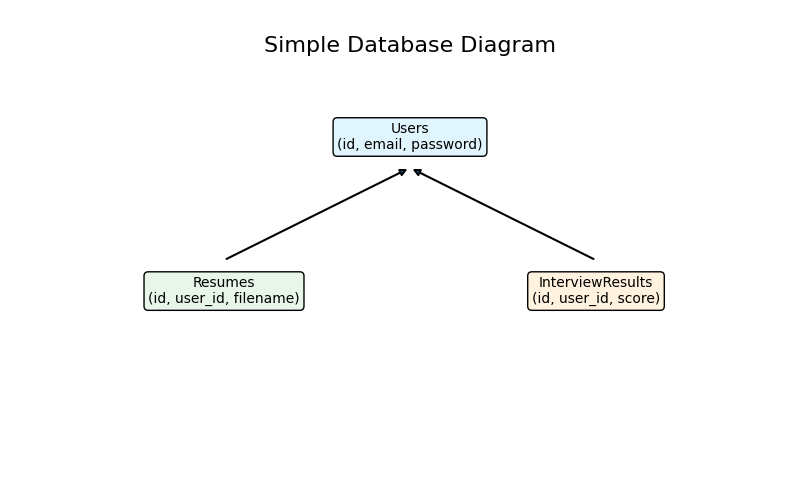 Simple Database Diagram
Users
(id, email, password)
Resumes
(id, user_id, filename)
InterviewResults
(id, user_id, score)